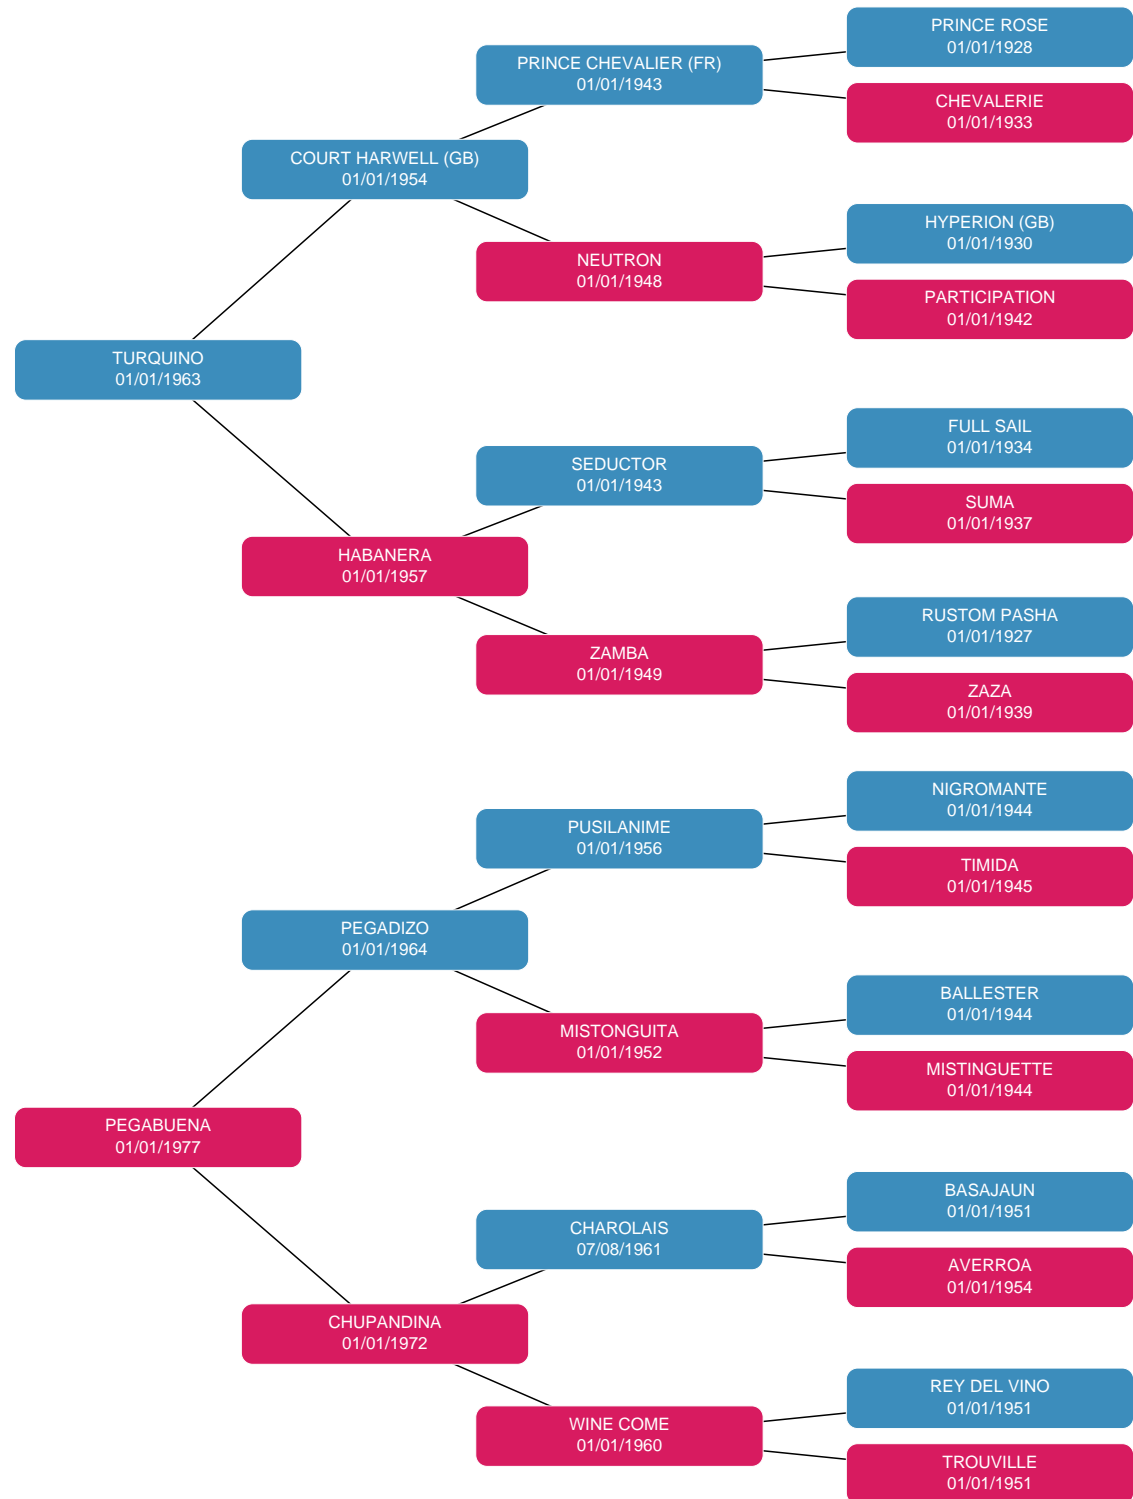 PRINCE ROSE
01/01/1928
PRINCE CHEVALIER (FR)
01/01/1943
CHEVALERIE
01/01/1933
COURT HARWELL (GB)
01/01/1954
HYPERION (GB)
01/01/1930
NEUTRON
01/01/1948
PARTICIPATION
01/01/1942
TURQUINO
01/01/1963
FULL SAIL
01/01/1934
SEDUCTOR
01/01/1943
SUMA
01/01/1937
HABANERA
01/01/1957
RUSTOM PASHA
01/01/1927
ZAMBA
01/01/1949
ZAZA
01/01/1939
NIGROMANTE
01/01/1944
PUSILANIME
01/01/1956
TIMIDA
01/01/1945
PEGADIZO
01/01/1964
BALLESTER
01/01/1944
MISTONGUITA
01/01/1952
MISTINGUETTE
01/01/1944
PEGABUENA
01/01/1977
BASAJAUN
01/01/1951
CHAROLAIS
07/08/1961
AVERROA
01/01/1954
CHUPANDINA
01/01/1972
REY DEL VINO
01/01/1951
WINE COME
01/01/1960
TROUVILLE
01/01/1951